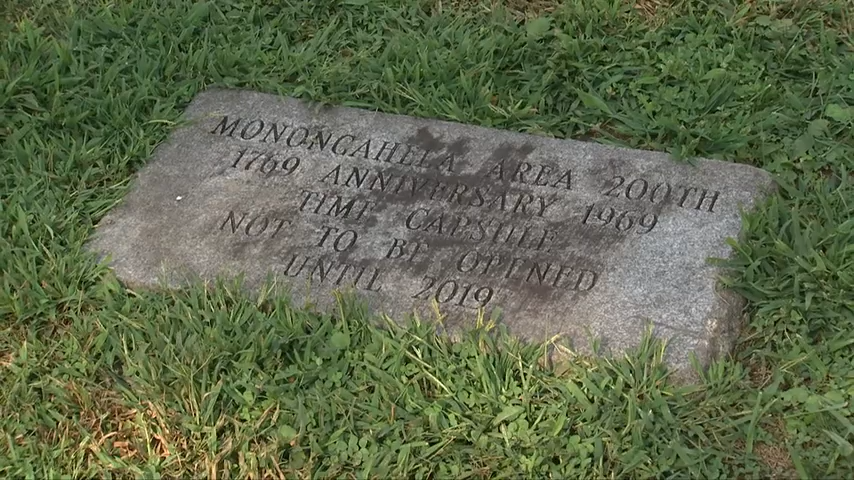 MONONGAHELA AREA 200TH
1769 ANNIVERSARY 1969
TIME CAPSULE
NOT TO BE OPENED
UNTIL 2019